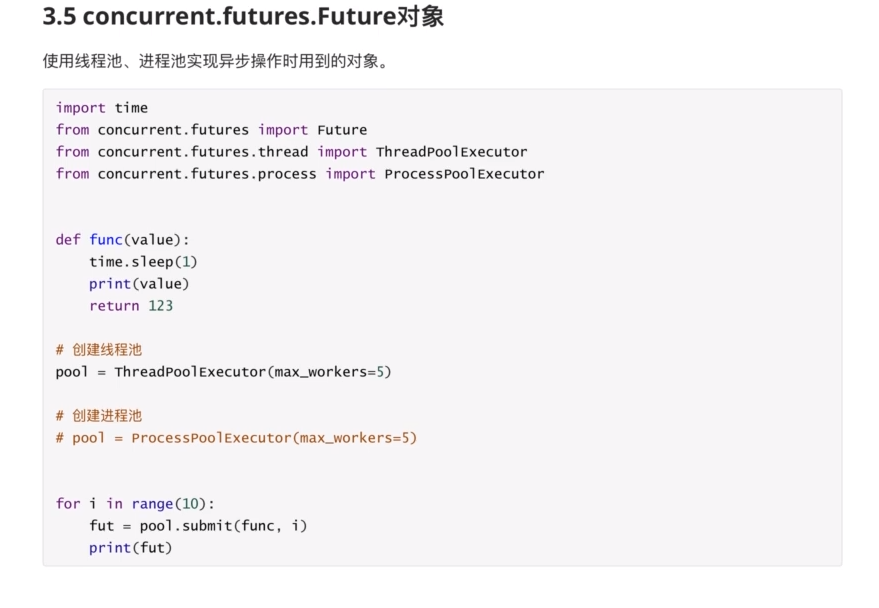 3.5 concurrent.futures.Future对象
使用线程池、进程池实现异步操作时用到的对象。
import time
from concurrent.futures import Future
from concurrent.futures.thread import ThreadPoolExecutor
from concurrent.futures.process import ProcessPoolExecutor
def func(value):
    time.sleep(1)
    print(value)
    return 123
# 创建线程池
pool = ThreadPoolExecutor(max_workers=5)
# 创建进程池
# pool = ProcessPoolExecutor(max_workers=5)
for i in range(10):
    fut = pool.submit(func, i)
    print(fut)